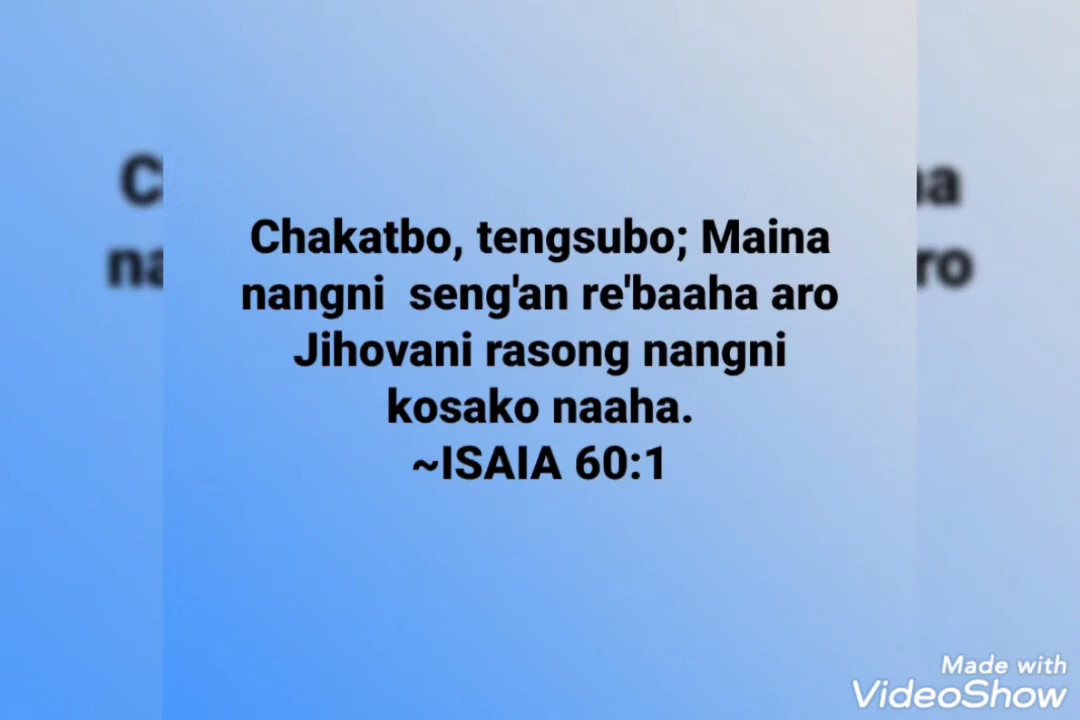 Chakatbo, tengsubo; Maina
nangni  seng'an re'baaha aro
Jihovani rasong nangni
kosako naaha.
~ISAIA 60:1
Made with
VideoShow